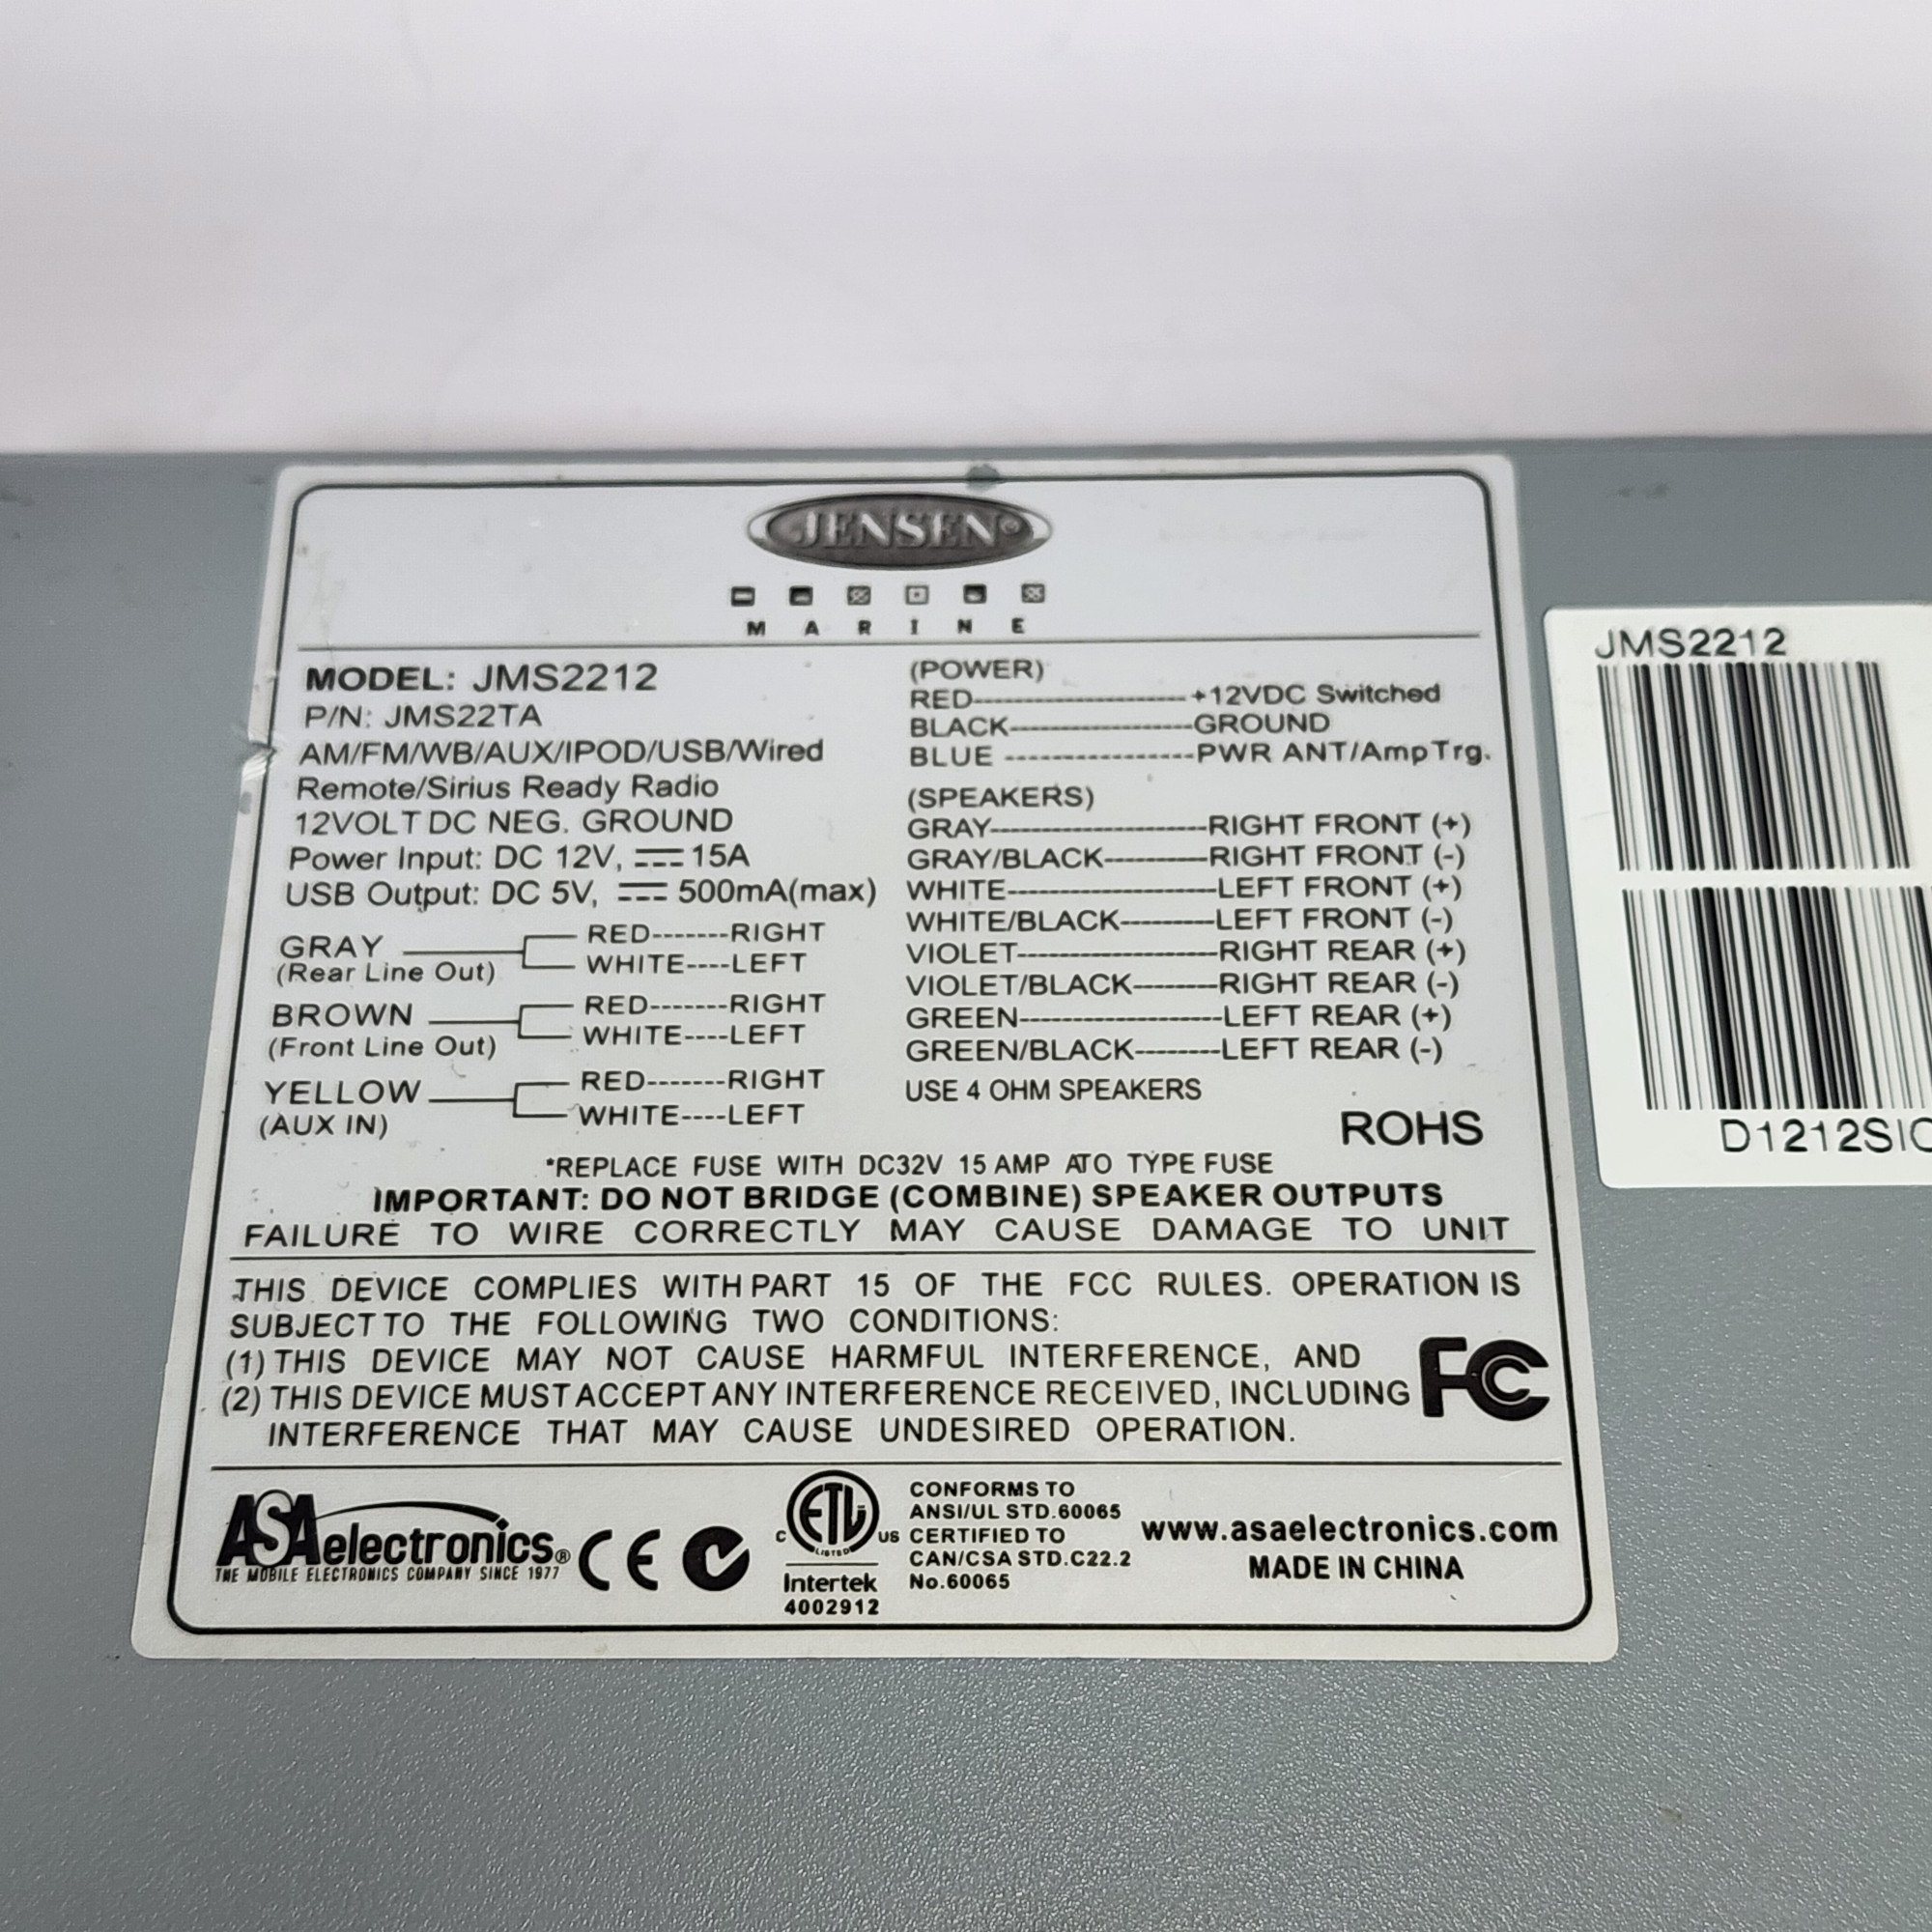 JENSEN®
MARINE
MODEL: JMS2212
P/N: JMS22TA
AM/FM/WB/AUX/IPOD/USB/Wired
Remote/Sirius Ready Radio
12VOLT DC NEG. GROUND
Power Input: DC 12V, ⎓ 15A
USB Output: DC 5V, ⎓ 500mA(max)
GRAY
(Rear Line Out)
RED-------RIGHT
WHITE----LEFT
BROWN
(Front Line Out)
RED-------RIGHT
WHITE----LEFT
YELLOW
(AUX IN)
RED-------RIGHT
WHITE----LEFT
(POWER)
RED--------------------+12VDC Switched
BLACK------------------GROUND
BLUE ------------------PWR ANT/Amp Trg.
(SPEAKERS)
GRAY---------------------RIGHT FRONT (+)
GRAY/BLACK----------RIGHT FRONT (-)
WHITE--------------------LEFT FRONT (+)
WHITE/BLACK---------LEFT FRONT (-)
VIOLET-------------------RIGHT REAR (+)
VIOLET/BLACK--------RIGHT REAR (-)
GREEN-------------------LEFT REAR (+)
GREEN/BLACK--------LEFT REAR (-)
USE 4 OHM SPEAKERS
ROHS
*REPLACE FUSE WITH DC32V 15 AMP ATO TYPE FUSE
IMPORTANT: DO NOT BRIDGE (COMBINE) SPEAKER OUTPUTS
FAILURE TO WIRE CORRECTLY MAY CAUSE DAMAGE TO UNIT
THIS DEVICE COMPLIES WITH PART 15 OF THE FCC RULES. OPERATION IS
SUBJECT TO THE FOLLOWING TWO CONDITIONS:
(1) THIS DEVICE MAY NOT CAUSE HARMFUL INTERFERENCE, AND
(2) THIS DEVICE MUST ACCEPT ANY INTERFERENCE RECEIVED, INCLUDING
INTERFERENCE THAT MAY CAUSE UNDESIRED OPERATION.
FC
ASA electronics®
THE MOBILE ELECTRONICS COMPANY SINCE 1977
CE
C ETL US
LISTED
Intertek
4002912
CONFORMS TO
ANSI/UL STD.60065
CERTIFIED TO
CAN/CSA STD.C22.2
No.60065
www.asaelectronics.com
MADE IN CHINA
JMS2212
D1212SIC